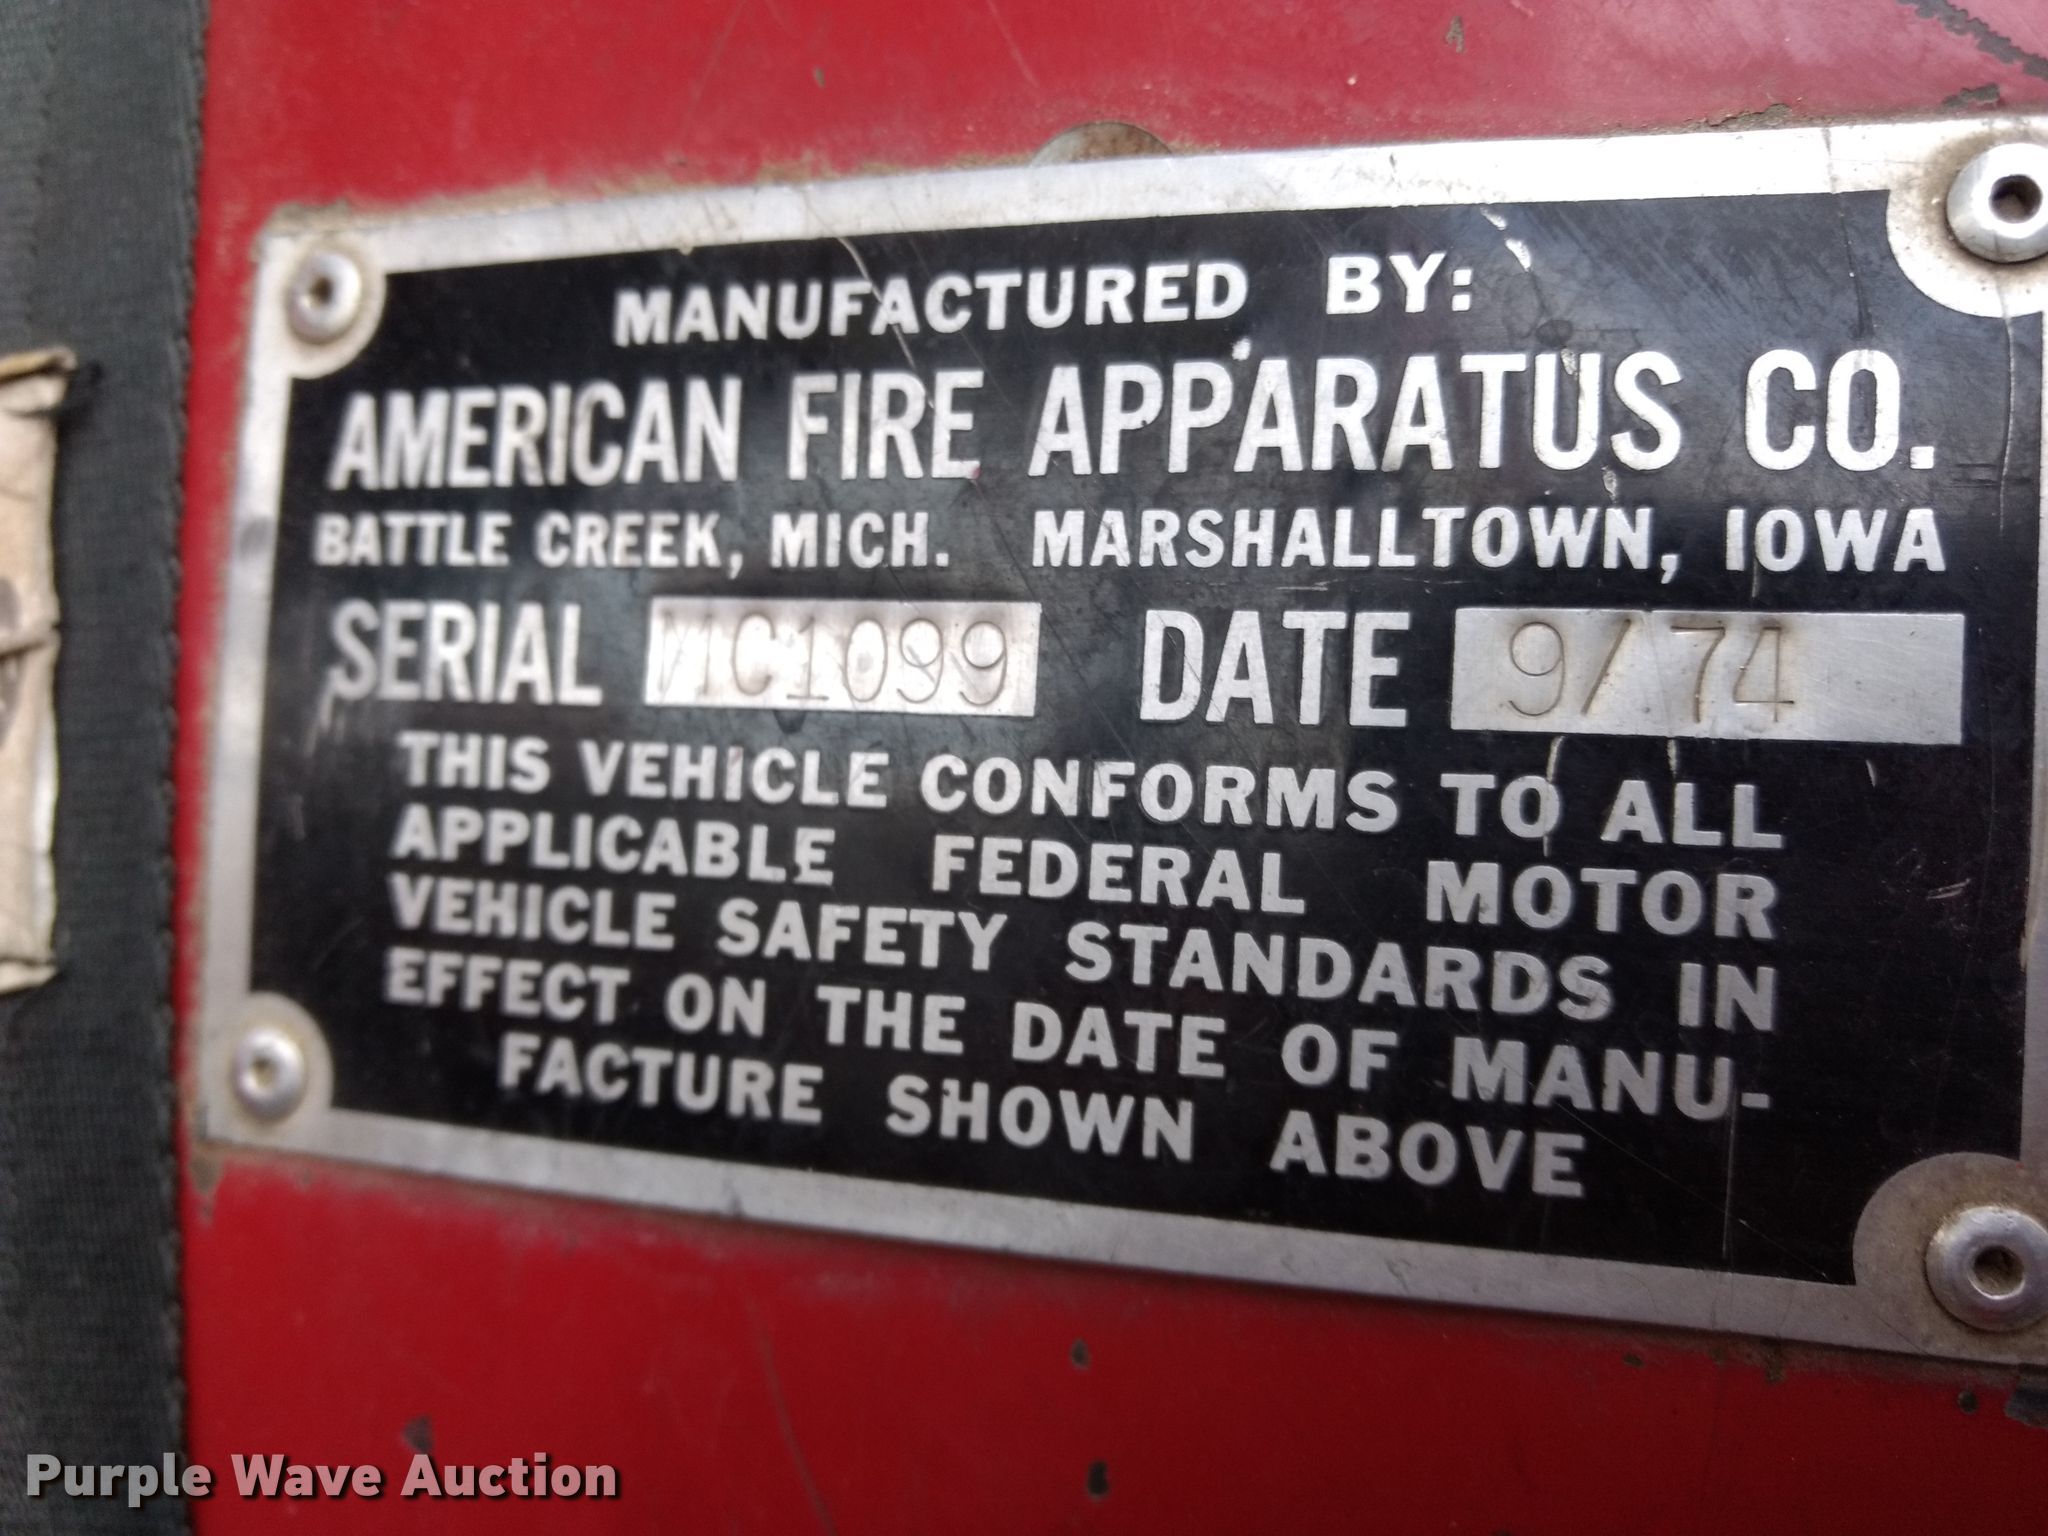 MANUFACTURED BY:
AMERICAN FIRE APPARATUS CO.
BATTLE CREEK, MICH. MARSHALLTOWN, IOWA
SERIAL MC1099 DATE 9/74
THIS VEHICLE CONFORMS TO ALL
APPLICABLE FEDERAL MOTOR
VEHICLE SAFETY STANDARDS IN
EFFECT ON THE DATE OF MANU-
FACTURE SHOWN ABOVE
Purple Wave Auction